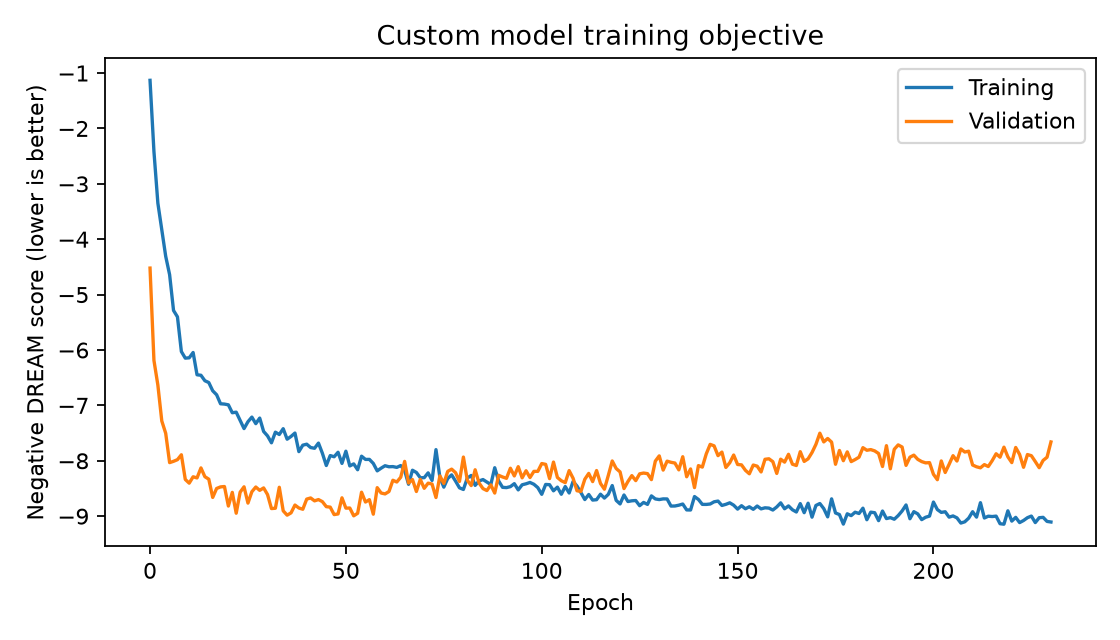 Custom model training objective
Negative DREAM score (lower is better)
−1
−2
−3
−4
−5
−6
−7
−8
−9
Training
Validation
0
50
100
150
200
Epoch